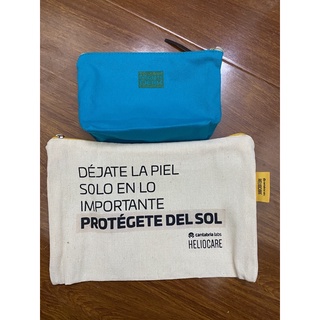 DÉJATE LA PIEL
SOLO EN LO
IMPORTANTE
PROTÉGETE DEL SOL
cantabria labs
HELIOCARE